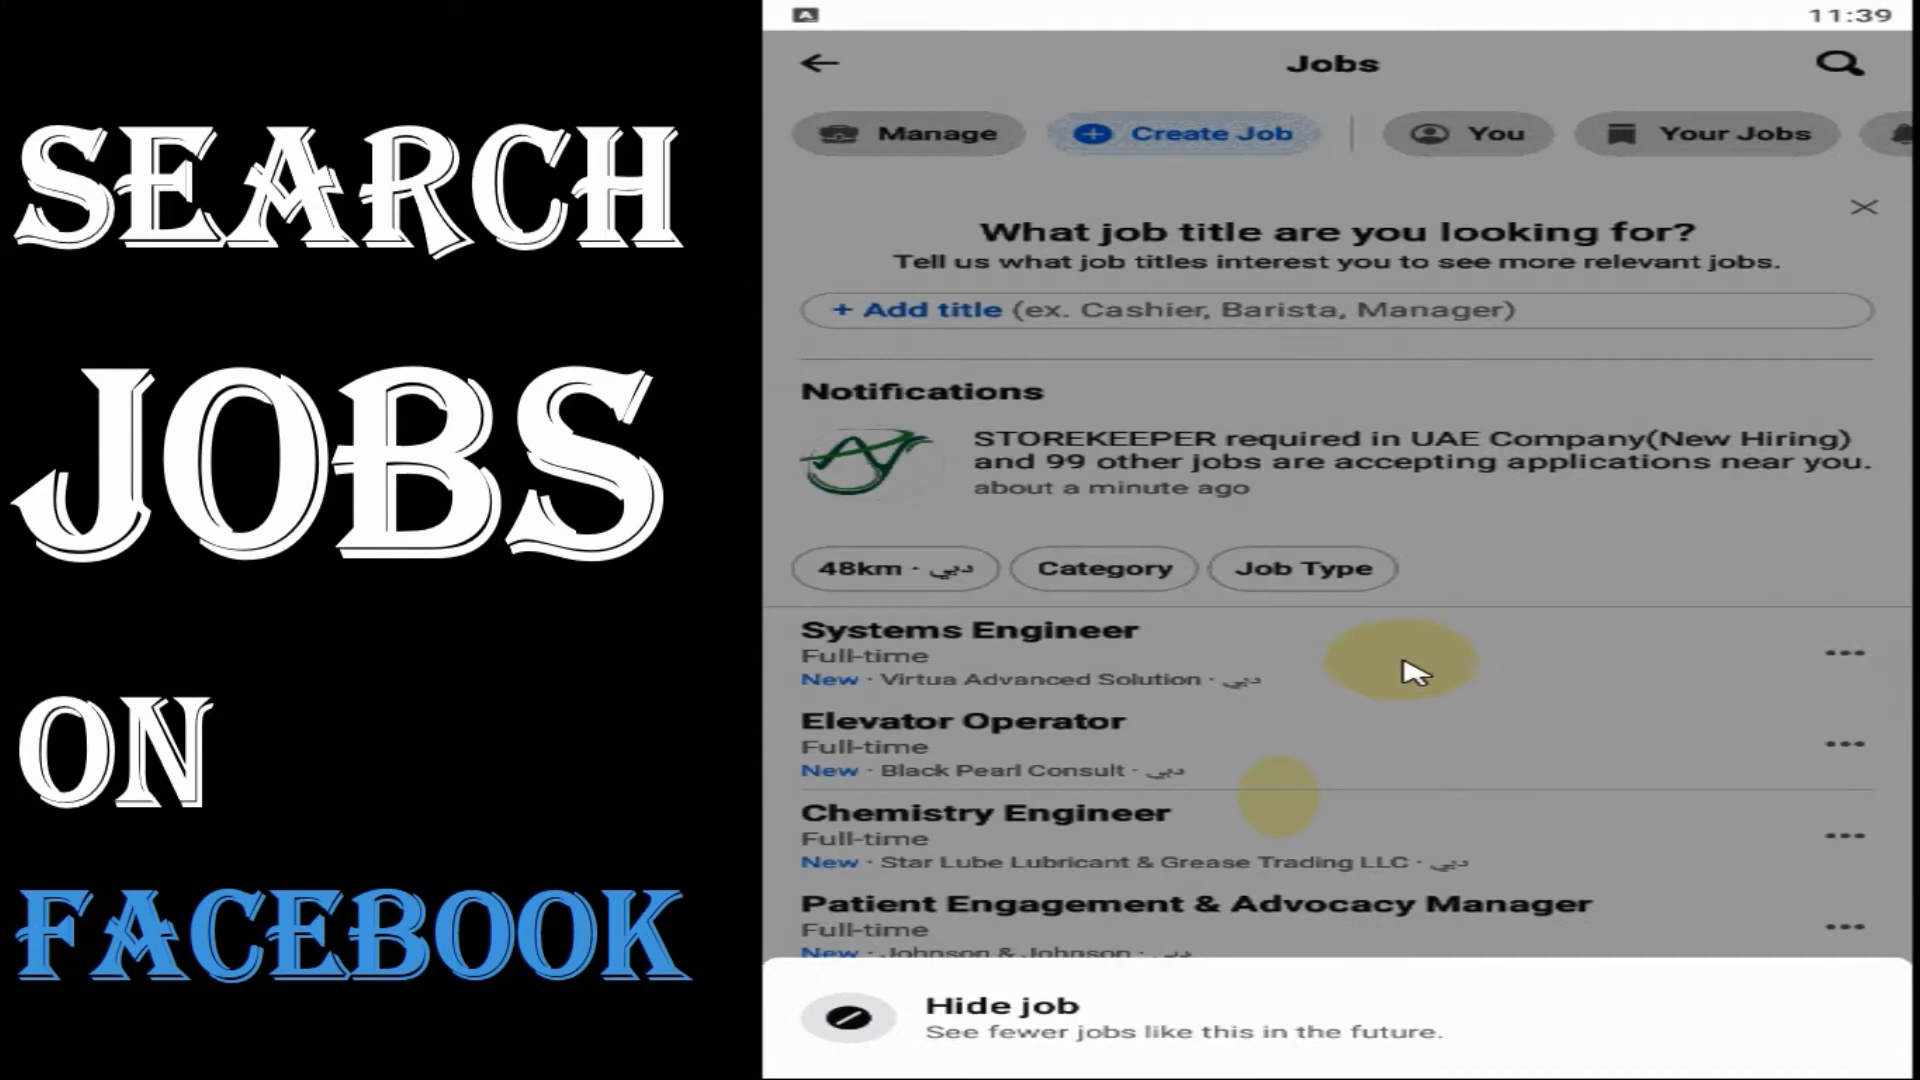 SEARCH
JOBS
ON
FACEBOOK
A
11:39
Jobs
Manage
Create Job
You
Your Jobs
What job title are you looking for?
Tell us what job titles interest you to see more relevant jobs.
+ Add title (ex. Cashier, Barista, Manager)
Notifications
STOREKEEPER required in UAE Company(New Hiring)
and 99 other jobs are accepting applications near you.
about a minute ago
48km · دبي
Category
Job Type
Systems Engineer
Full-time
New · Virtua Advanced Solution · دبي
Elevator Operator
Full-time
New · Black Pearl Consult · دبي
Chemistry Engineer
Full-time
New · Star Lube Lubricant & Grease Trading LLC · دبي
Patient Engagement & Advocacy Manager
Full-time
New · Johnson & Johnson · دبي
Hide job
See fewer jobs like this in the future.